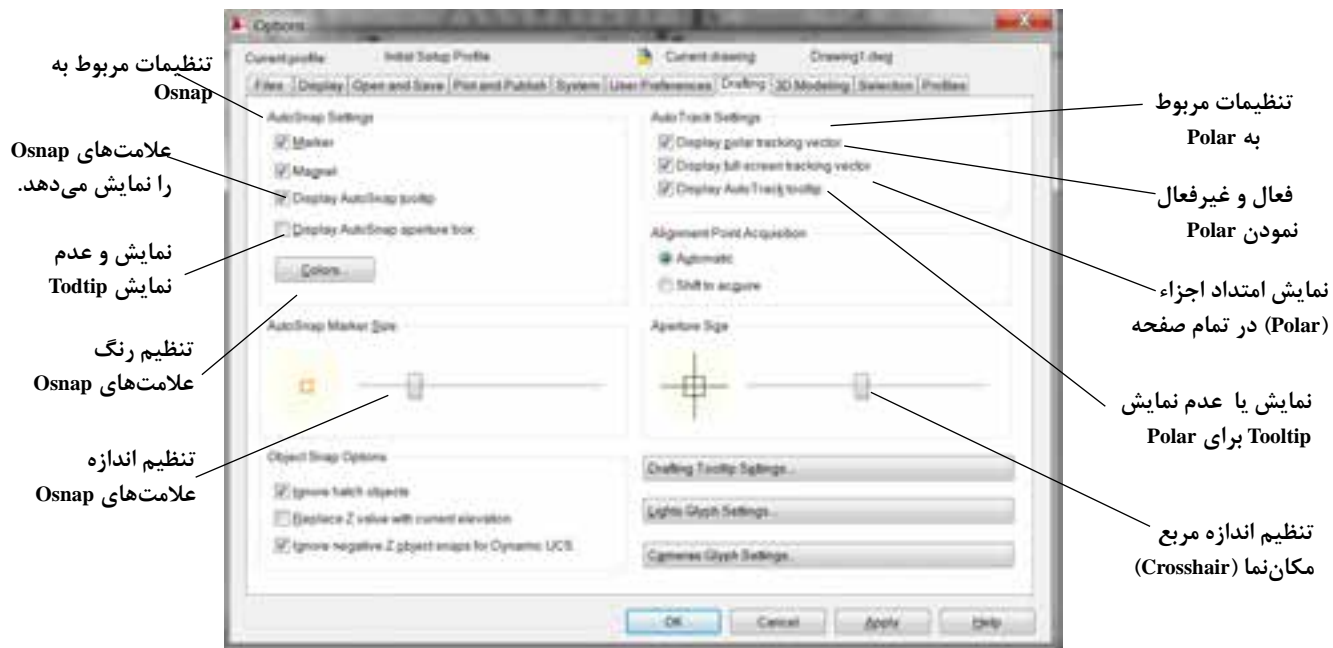 Options
Current profile: Initial Setup Profile Current drawing: Drawing1.dwg
Files Display Open and Save Plot and Publish System User Preferences Drafting 3D Modeling Selection Profiles
AutoSnap Settings
Marker
Magnet
Display AutoSnap tooltip
Display AutoSnap aperture box
Colors...
AutoSnap Marker Size
Object Snap Options
Ignore hatch objects
Replace Z value with current elevation
Ignore negative Z object snaps for Dynamic UCS
AutoTrack Settings
Display polar tracking vector
Display full-screen tracking vector
Display AutoTrack tooltip
Alignment Point Acquisition
Automatic
Shift to acquire
Aperture Size
Drafting Tooltip Settings...
Lights Glyph Settings...
Cameras Glyph Settings...
OK Cancel Apply Help
تنظیمات مربوط به
Osnap
علامت‌های Osnap
را نمایش می‌دهد.
نمایش و عدم
نمایش Todtip
تنظیم رنگ
علامت‌های Osnap
تنظیم اندازه
علامت‌های Osnap
تنظیمات مربوط
به Polar
فعال و غیرفعال
نمودن Polar
نمایش امتداد اجزاء
(Polar) در تمام صفحه
نمایش یا عدم نمایش
Tooltip برای Polar
تنظیم اندازه مربع
مکان‌نما (Crosshair)